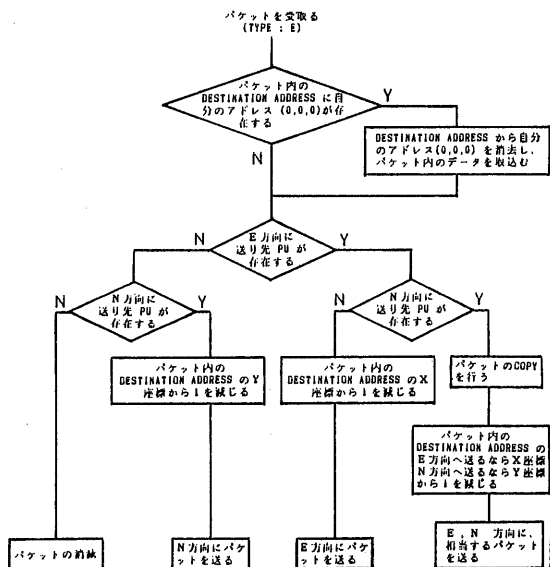 パケットを受取る
(TYPE : E)
パケット内の
DESTINATION ADDRESS に自
分のアドレス (0,0,0)が存
在する
Y
N
DESTINATION ADDRESS から自分
のアドレス(0,0,0) を消去し、
パケット内のデータを取込む
E 方向に
送り先 PU が
存在する
N
Y
N 方向に
送り先 PU が
存在する
N
Y
N 方向に
送り先 PU が
存在する
N
Y
パケット内の
DESTINATION ADDRESS のY
座標から 1 を減じる
パケット内の
DESTINATION ADDRESS のX
座標から 1 を減じる
パケットのCOPY
を行う
パケット内の
DESTINATION ADDRESS の
E 方向へ送るなら X 座標
N 方向へ送るなら Y 座標
から 1 を減じる
パケットの消滅
N 方向にパケ
ットを送る
E 方向にパケ
ットを送る
E , N 方向に、
相当するパケット
を送る